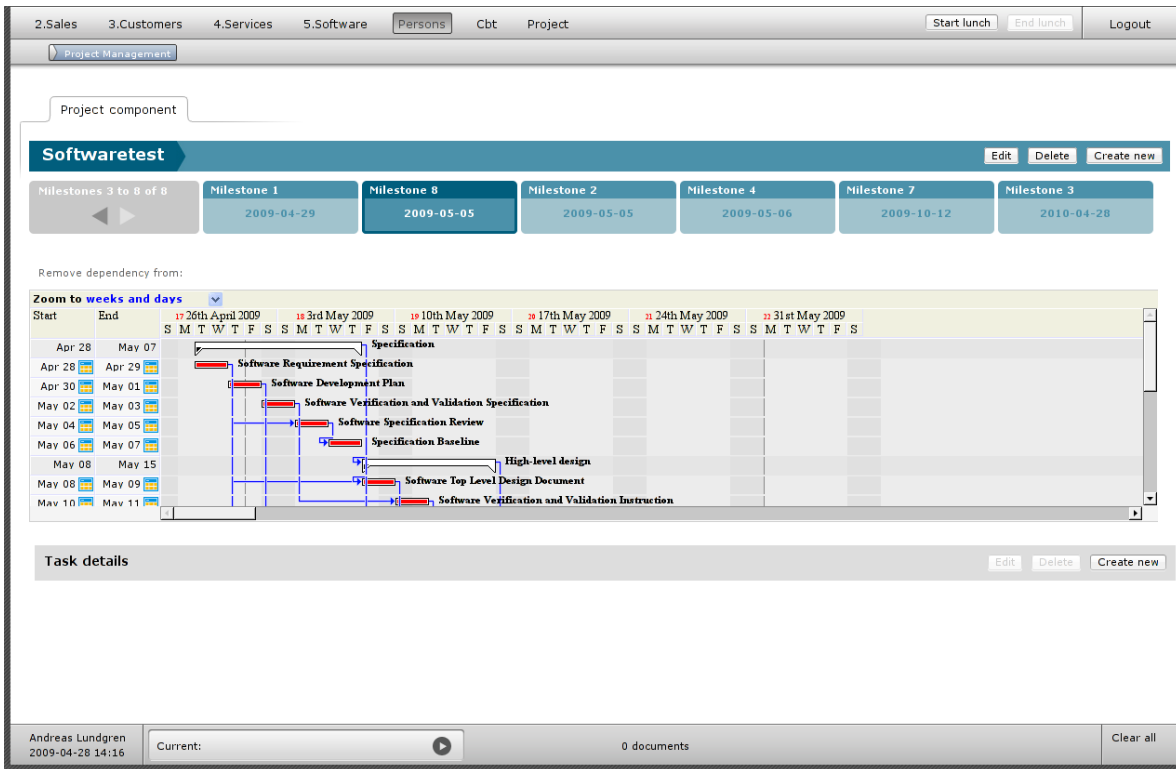 2.Sales 3.Customers 4.Services 5.Software Persons Cbt Project Start lunch End lunch Logout
Project Management
Project component
Softwaretest Edit Delete Create new
Milestones 3 to 8 of 8 Milestone 1 Milestone 8 Milestone 2 Milestone 4 Milestone 7 Milestone 3
2009-04-29 2009-05-05 2009-05-05 2009-05-06 2009-10-12 2010-04-28
Remove dependency from:
Zoom to weeks and days
Start End 17 26th April 2009 18 3rd May 2009 19 10th May 2009 20 17th May 2009 21 24th May 2009 22 31st May 2009
S M T W T F S S M T W T F S S M T W T F S S M T W T F S S M T W T F S S M T W T F S
Apr 28 May 07 Specification
Apr 28 Apr 29 Software Requirement Specification
Apr 30 May 01 Software Development Plan
May 02 May 03 Software Verification and Validation Specification
May 04 May 05 Software Specification Review
May 06 May 07 Specification Baseline
May 08 May 15 High-level design
May 08 May 09 Software Top Level Design Document
May 10 May 11 Software Verification and Validation Instruction
Task details Edit Delete Create new
Andreas Lundgren
2009-04-28 14:16
Current: 0 documents Clear all